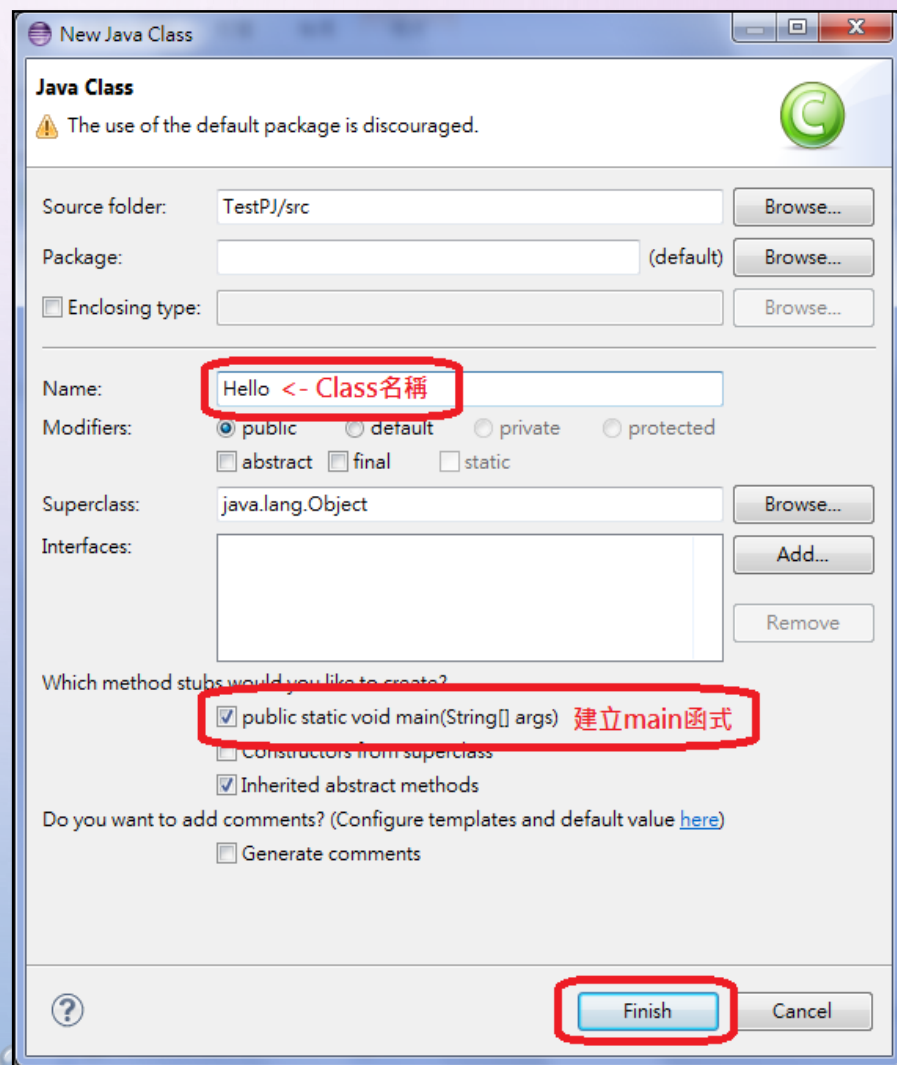 New Java Class
Java Class
The use of the default package is discouraged.
Source folder: TestPJ/src Browse...
Package: (default) Browse...
Enclosing type: Browse...
Name: Hello <- Class名稱
Modifiers: public default private protected
abstract final static
Superclass: java.lang.Object Browse...
Interfaces: Add...
Remove
Which method stubs would you like to create?
public static void main(String[] args) 建立main函式
Constructors from superclass
Inherited abstract methods
Do you want to add comments? (Configure templates and default value here)
Generate comments
Finish Cancel